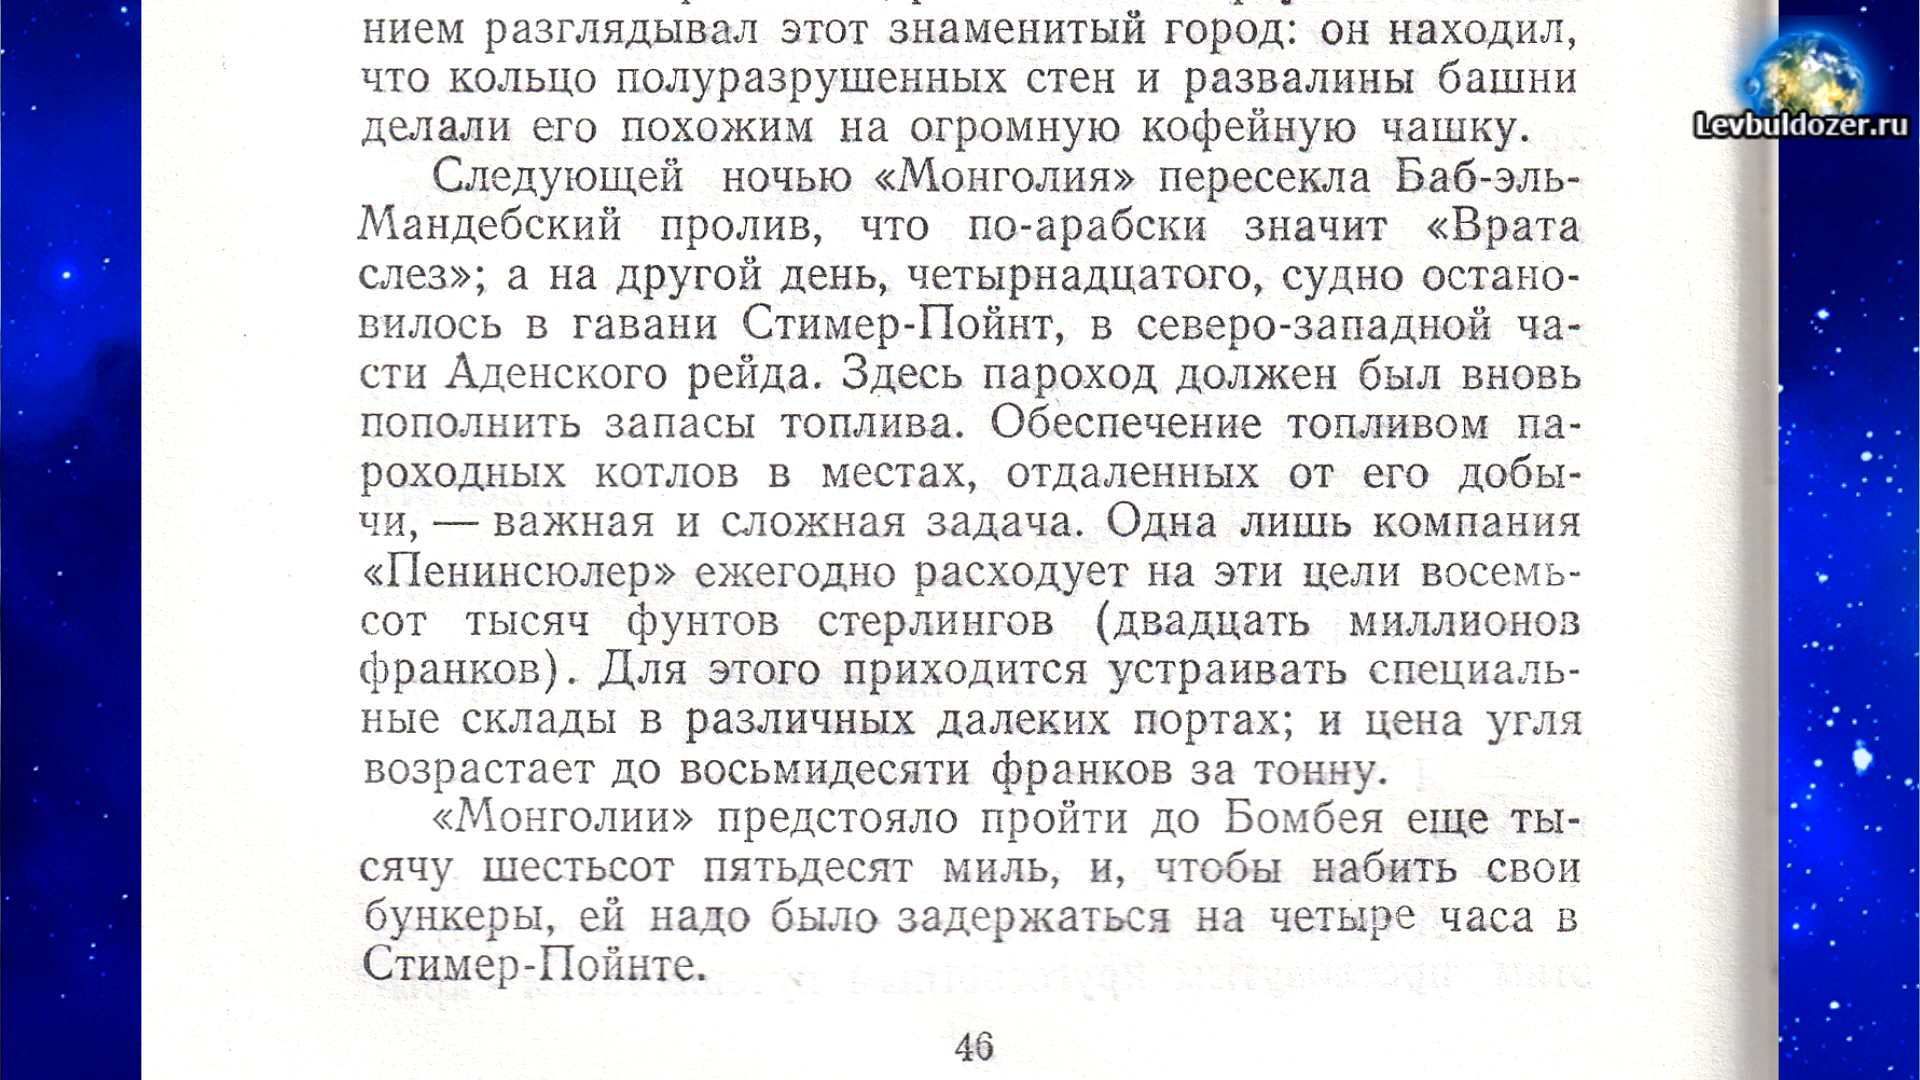 нием разглядывал этот знаменитый город: он находил,
что кольцо полуразрушенных стен и развалины башни
делали его похожим на огромную кофейную чашку.
Следующей ночью «Монголия» пересекла Баб-эль-
Мандебский пролив, что по-арабски значит «Врата
слез»; а на другой день, четырнадцатого, судно остано-
вилось в гавани Стимер-Пойнт, в северо-западной ча-
сти Аденского рейда. Здесь пароход должен был вновь
пополнить запасы топлива. Обеспечение топливом па-
роходных котлов в местах, отдаленных от его добы-
чи, — важная и сложная задача. Одна лишь компания
«Пенинсюлер» ежегодно расходует на эти цели восемь-
сот тысяч фунтов стерлингов (двадцать миллионов
франков). Для этого приходится устраивать специаль-
ные склады в различных далеких портах; и цена угля
возрастает до восьмидесяти франков за тонну.
«Монголии» предстояло пройти до Бомбея еще ты-
сячу шестьсот пятьдесят миль, и, чтобы набить свои
бункеры, ей надо было задержаться на четыре часа в
Стимер-Пойнте.
46
Levbuldozer.ru